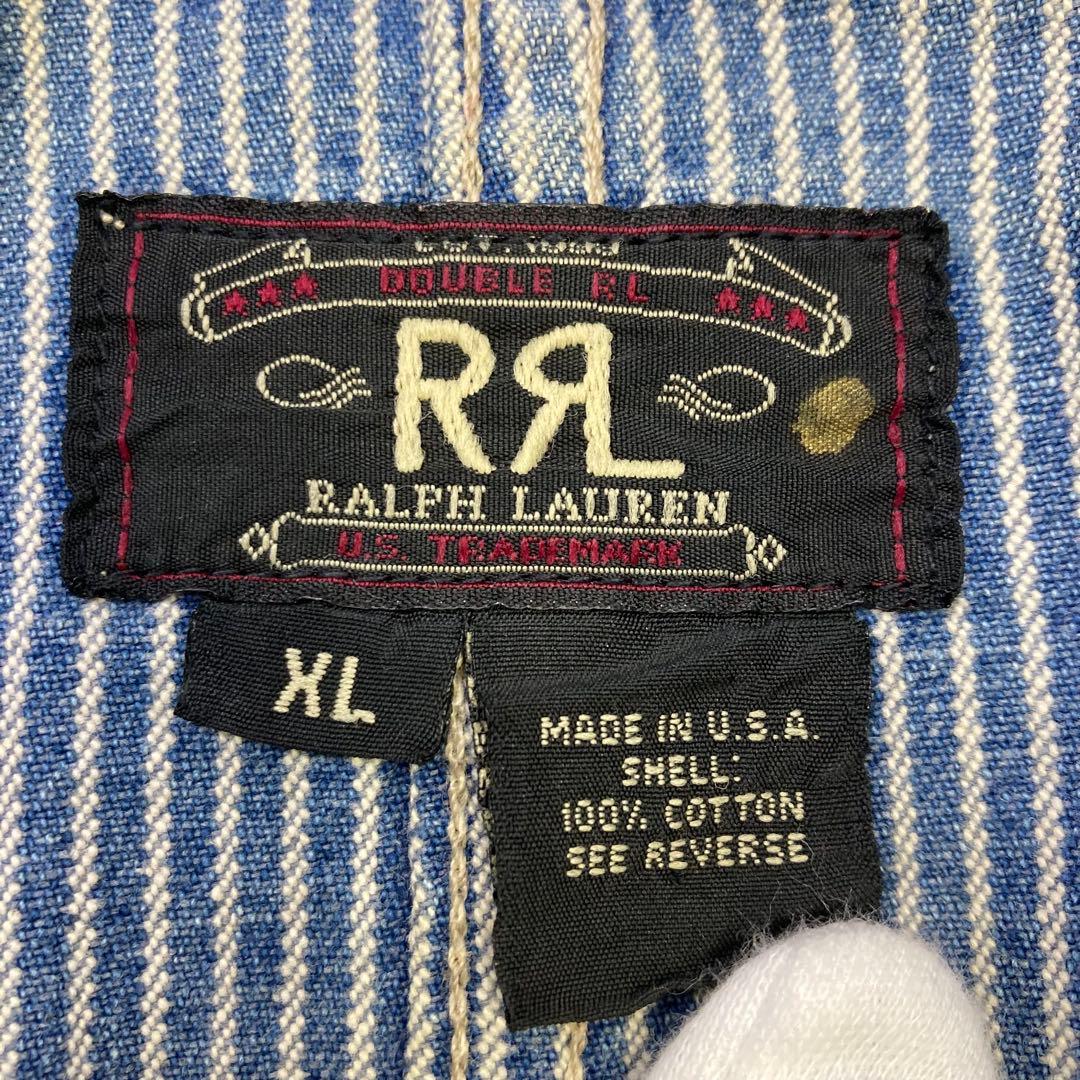 DOUBLE RL
RRL
RALPH LAUREN
U.S. TRADEMARK
XL
MADE IN U.S.A.
SHELL:
100% COTTON
SEE REVERSE